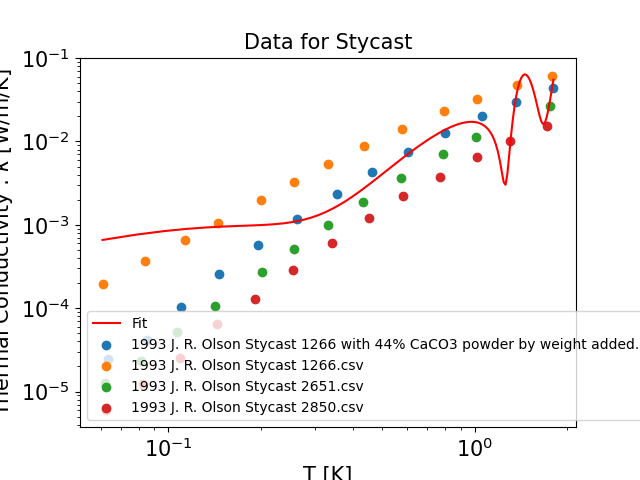 Data for Stycast
Thermal Conductivity : k [W/m/K]
10⁻¹
10⁻²
10⁻³
10⁻⁴
10⁻⁵
Fit
1993 J. R. Olson Stycast 1266 with 44% CaCO3 powder by weight added.
1993 J. R. Olson Stycast 1266.csv
1993 J. R. Olson Stycast 2651.csv
1993 J. R. Olson Stycast 2850.csv
10⁻¹
10⁰
T [K]